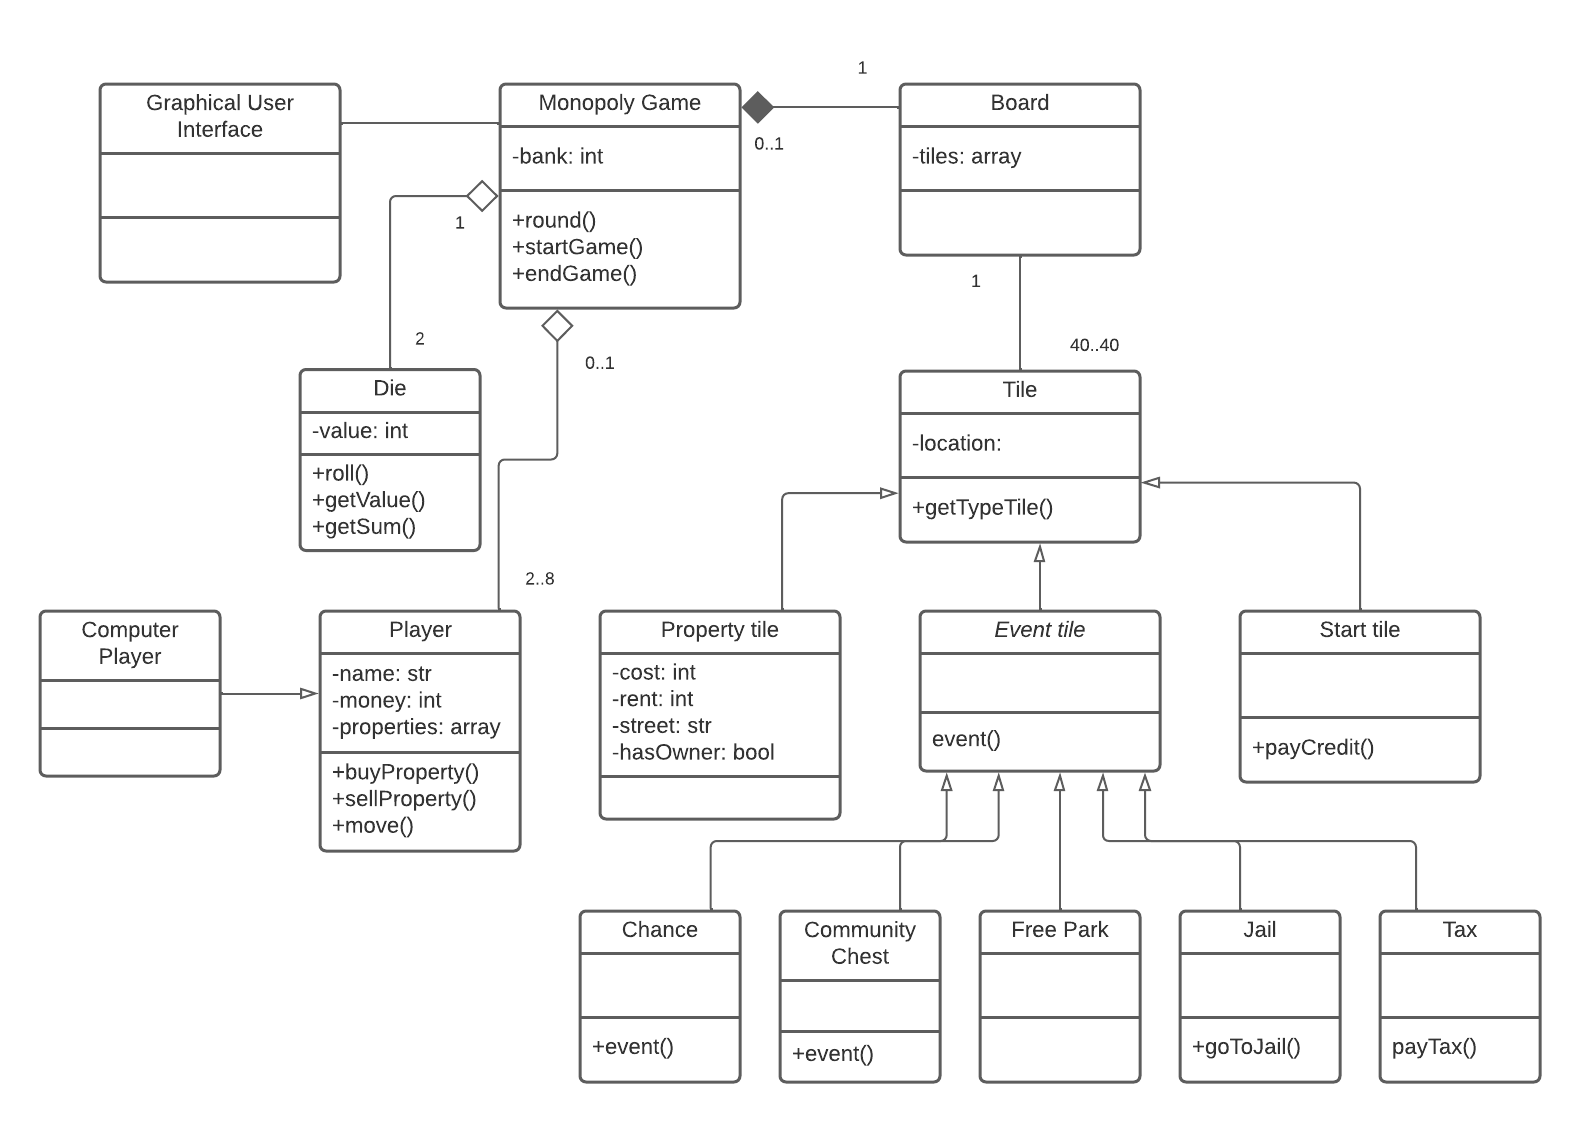 1
Graphical User
Interface
Monopoly Game
-bank: int
+round()
+startGame()
+endGame()
0..1
Board
-tiles: array
1
2
0..1
1
40..40
Die
-value: int
+roll()
+getValue()
+getSum()
Tile
-location:
+getTypeTile()
2..8
Computer
Player
Player
-name: str
-money: int
-properties: array
+buyProperty()
+sellProperty()
+move()
Property tile
-cost: int
-rent: int
-street: str
-hasOwner: bool
Event tile
event()
Start tile
+payCredit()
Chance
+event()
Community
Chest
+event()
Free Park
Jail
+goToJail()
Tax
payTax()